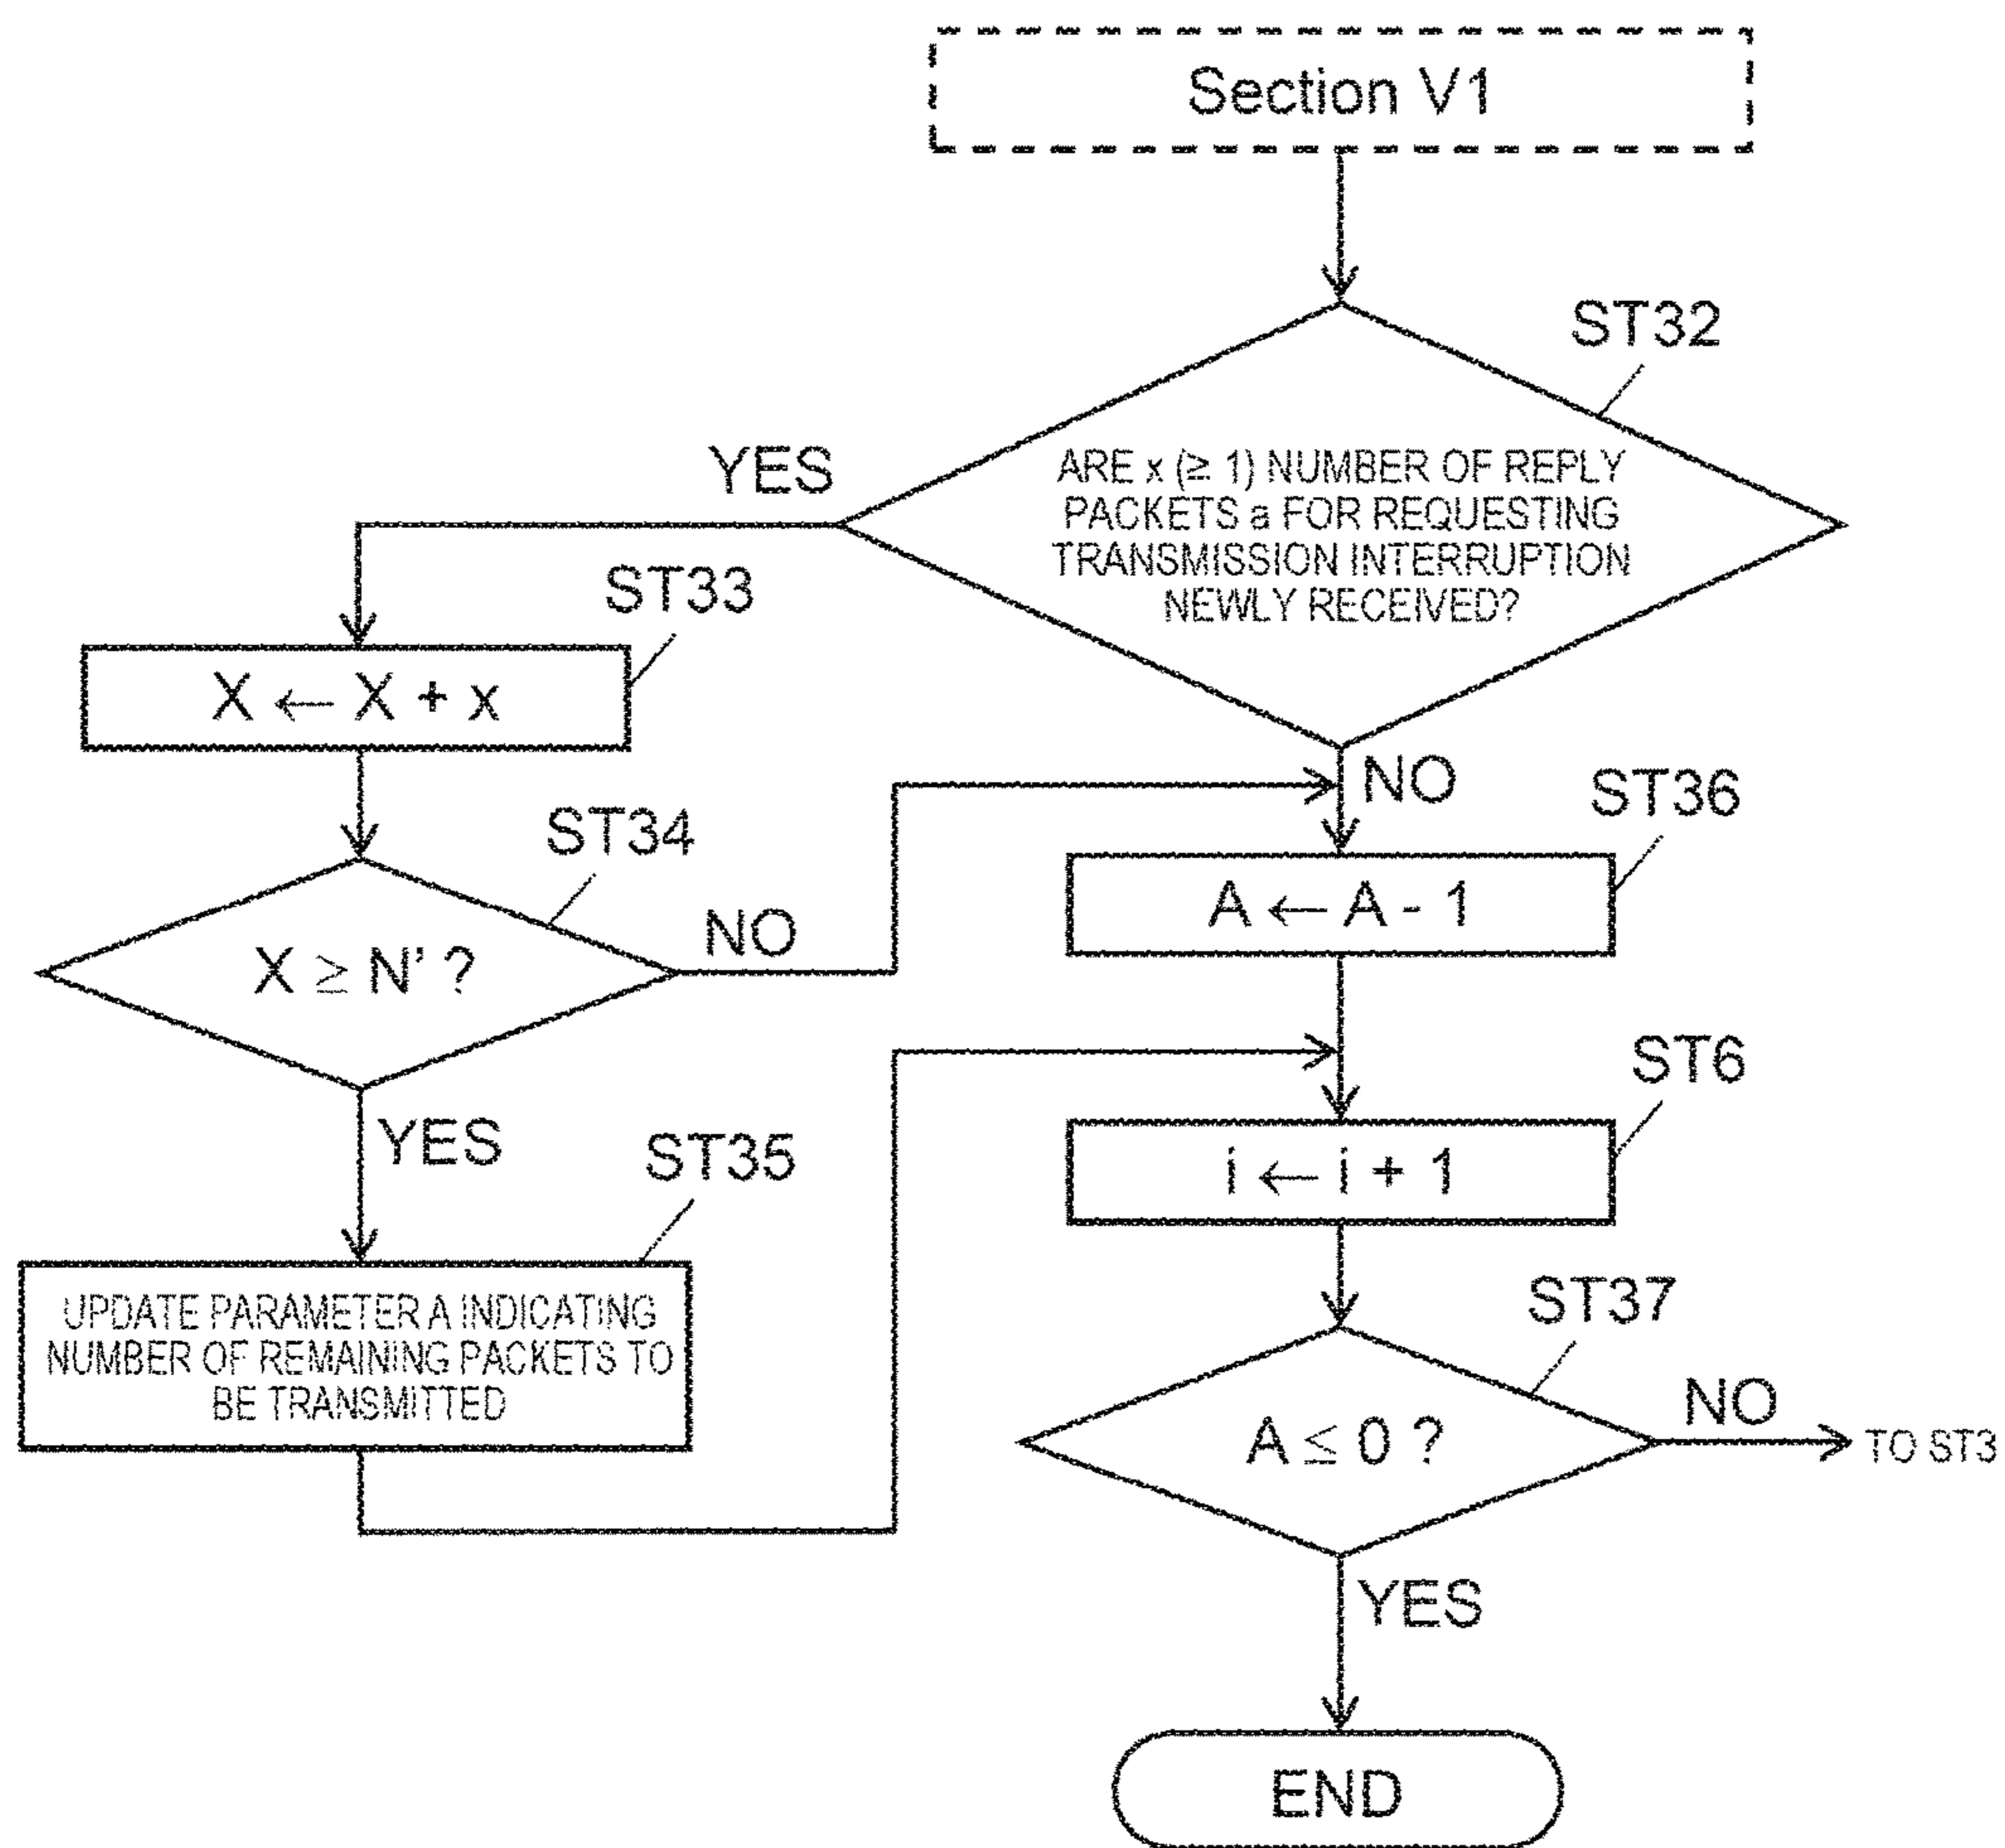 Section V1
ST32
ARE x (≥ 1) NUMBER OF REPLY
PACKETS a FOR REQUESTING
TRANSMISSION INTERRUPTION
NEWLY RECEIVED?
YES
ST33
X ← X + x
NO
ST36
ST34
A ← A - 1
X ≥ N' ?
NO
ST6
YES
ST35
i ← i + 1
UPDATE PARAMETER A INDICATING
NUMBER OF REMAINING PACKETS TO
BE TRANSMITTED
ST37
A ≤ 0 ?
NO
TO ST3
YES
END